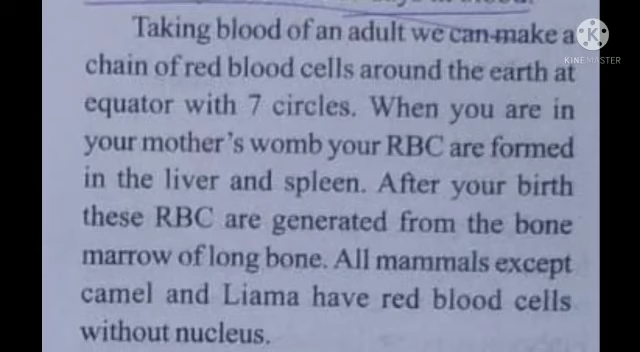 Taking blood of an adult we can make a
chain of red blood cells around the earth at
equator with 7 circles. When you are in
your mother's womb your RBC are formed
in the liver and spleen. After your birth
these RBC are generated from the bone
marrow of long bone. All mammals except
camel and Liama have red blood cells
without nucleus.
KINEMASTER